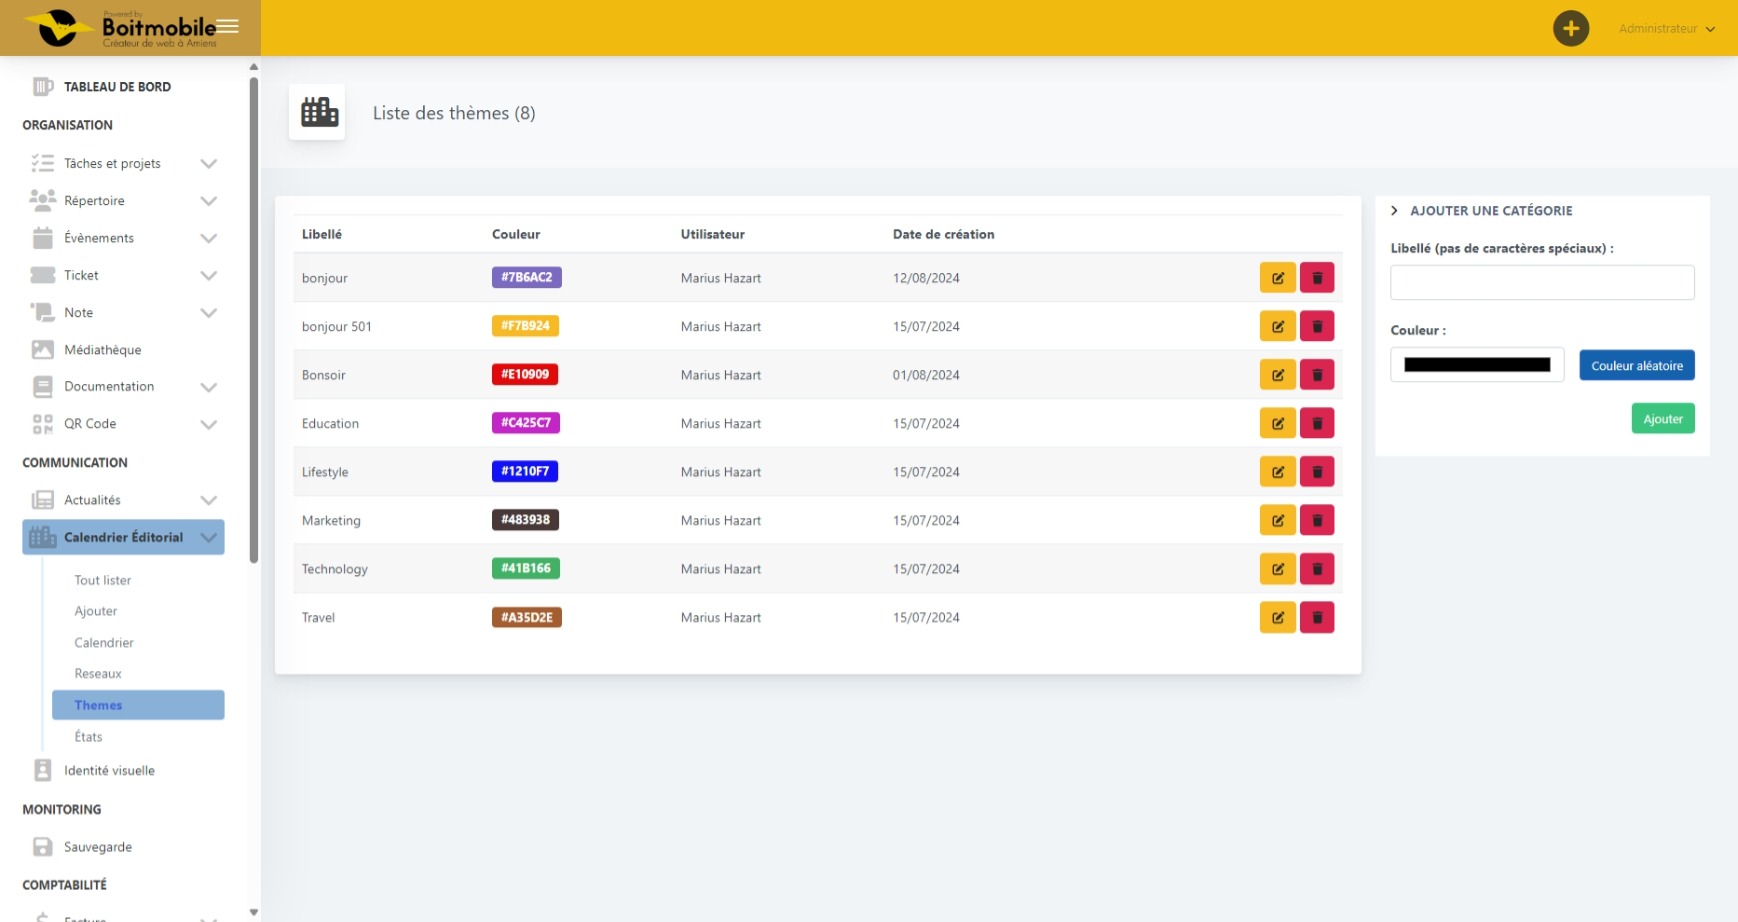 Powered by
Boitmobile
Créateur de web à Amiens
Administrateur
TABLEAU DE BORD
ORGANISATION
Tâches et projets
Répertoire
Évènements
Ticket
Note
Médiathèque
Documentation
QR Code
COMMUNICATION
Actualités
Calendrier Éditorial
Tout lister
Ajouter
Calendrier
Reseaux
Themes
États
Identité visuelle
MONITORING
Sauvegarde
COMPTABILITÉ
Facture
Liste des thèmes (8)
Libellé Couleur Utilisateur Date de création
bonjour #7B6AC2 Marius Hazart 12/08/2024
bonjour 501 #F7B924 Marius Hazart 15/07/2024
Bonsoir #E10909 Marius Hazart 01/08/2024
Education #C425C7 Marius Hazart 15/07/2024
Lifestyle #1210F7 Marius Hazart 15/07/2024
Marketing #483938 Marius Hazart 15/07/2024
Technology #41B166 Marius Hazart 15/07/2024
Travel #A35D2E Marius Hazart 15/07/2024
AJOUTER UNE CATÉGORIE
Libellé (pas de caractères spéciaux) :
Couleur :
Couleur aléatoire
Ajouter